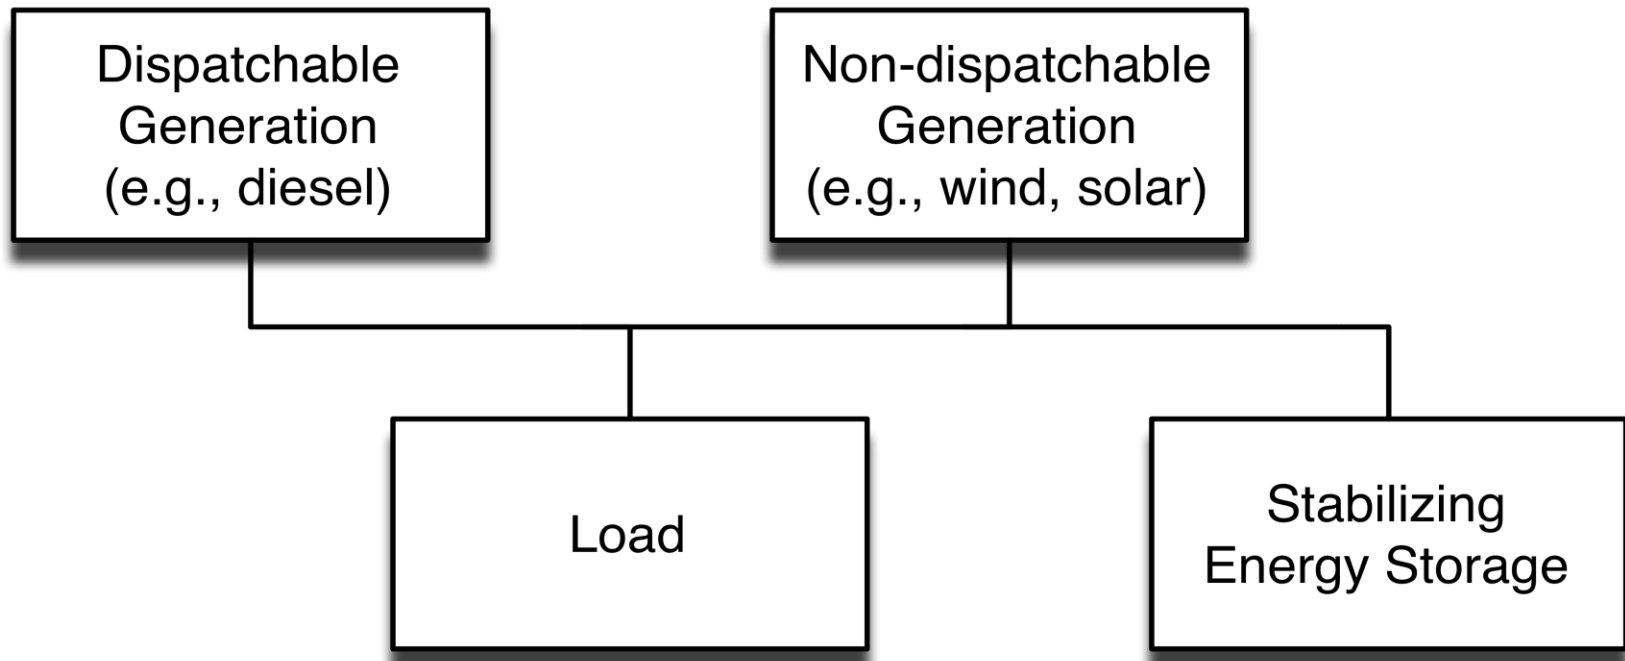 Dispatchable
Generation
(e.g., diesel)
Non-dispatchable
Generation
(e.g., wind, solar)
Load
Stabilizing
Energy Storage